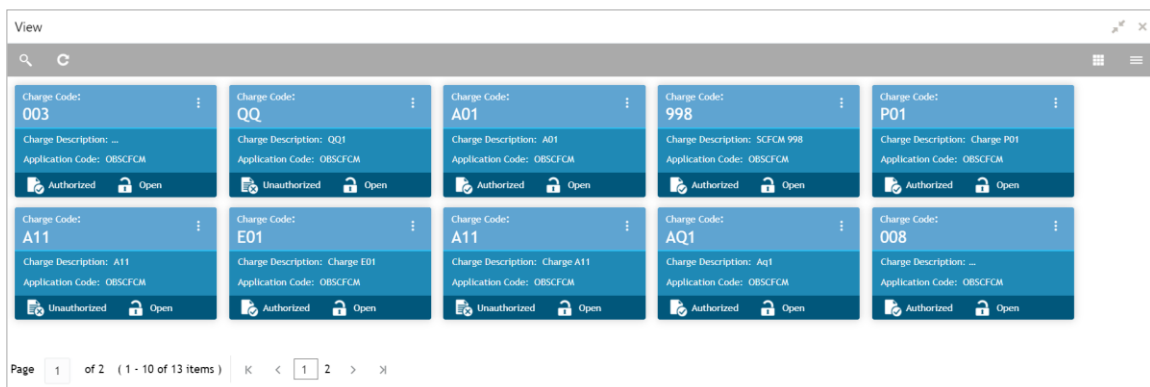 View
Charge Code:
003
Charge Description: ...
Application Code: OBSCFCM
Authorized Open
Charge Code:
QQ
Charge Description: QQ1
Application Code: OBSCFCM
Unauthorized Open
Charge Code:
A01
Charge Description: A01
Application Code: OBSCFCM
Authorized Open
Charge Code:
998
Charge Description: SCFCM 998
Application Code: OBSCFCM
Authorized Open
Charge Code:
P01
Charge Description: Charge P01
Application Code: OBSCFCM
Authorized Open
Charge Code:
A11
Charge Description: A11
Application Code: OBSCFCM
Unauthorized Open
Charge Code:
E01
Charge Description: Charge E01
Application Code: OBSCFCM
Authorized Open
Charge Code:
A11
Charge Description: Charge A11
Application Code: OBSCFCM
Unauthorized Open
Charge Code:
AQ1
Charge Description: Aq1
Application Code: OBSCFCM
Authorized Open
Charge Code:
008
Charge Description: ...
Application Code: OBSCFCM
Authorized Open
Page 1 of 2 ( 1 - 10 of 13 items ) 1 2